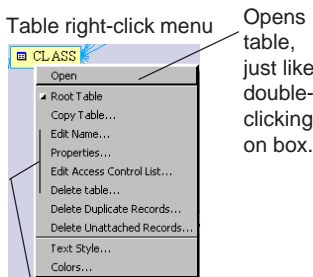 Table right-click menu
Opens
table,
just like
double-
clicking
on box.
CLASS
Open
Root Table
Copy Table...
Edit Name...
Properties...
Edit Access Control List...
Delete table...
Delete Duplicate Records...
Delete Unattached Records...
Text Style...
Colors...